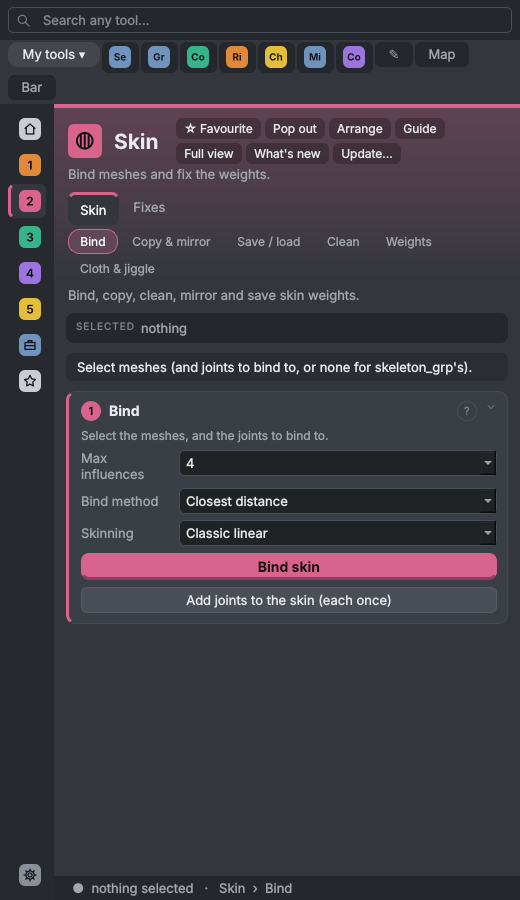 Search any tool...
My tools ▾ Se Gr Co Ri Ch Mi Co ✎ Map
Bar
☆ Favourite Pop out Arrange Guide
Skin
Full view What's new Update...
Bind meshes and fix the weights.
Skin Fixes
Bind Copy & mirror Save / load Clean Weights
Cloth & jiggle
Bind, copy, clean, mirror and save skin weights.
SELECTED nothing
Select meshes (and joints to bind to, or none for skeleton_grp's).
1 Bind ?
Select the meshes, and the joints to bind to.
Max influences 4
Bind method Closest distance
Skinning Classic linear
Bind skin
Add joints to the skin (each once)
1
2
3
4
5
nothing selected · Skin › Bind